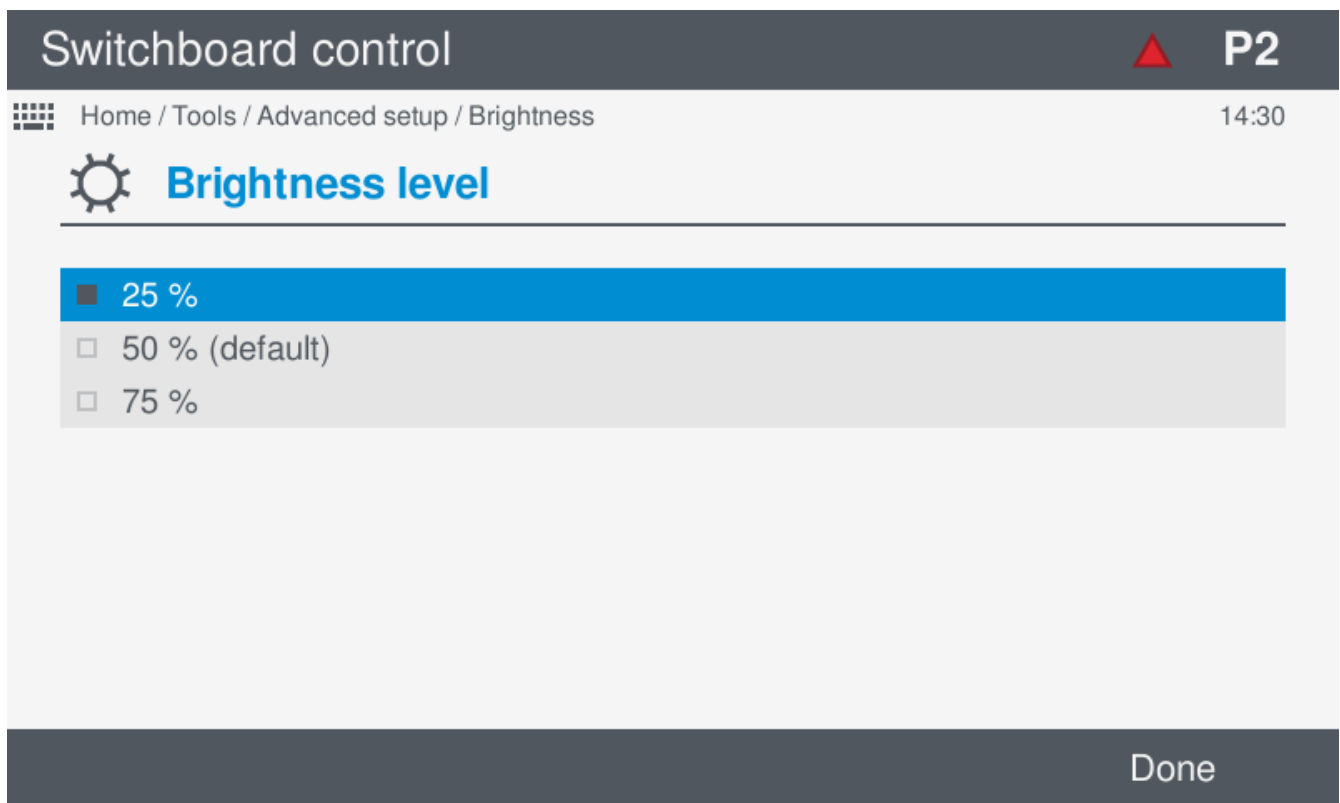 Switchboard control P2
Home / Tools / Advanced setup / Brightness 14:30
Brightness level
25 %
50 % (default)
75 %
Done